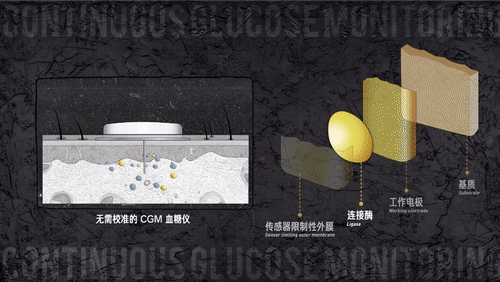 CONTINUOUS GLUCOSE MONITORING
无需校准的 CGM 血糖仪
传感器限制性外膜
Sensor limiting outer membrane
连接酶
Ligase
工作电极
Working electrode
基质
Substrate
CONTINUOUS GLUCOSE MONITORING